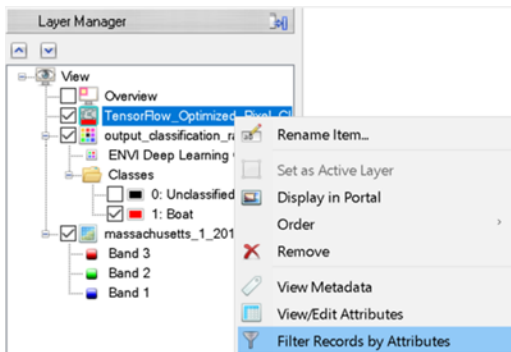 Layer Manager
View
Overview
TensorFlow_Optimized_Pixel_Cl
output_classification_ra
ENVI Deep Learning
Classes
0: Unclassified
1: Boat
massachusetts_1_201
Band 3
Band 2
Band 1
Rename Item...
Set as Active Layer
Display in Portal
Order
Remove
View Metadata
View/Edit Attributes
Filter Records by Attributes